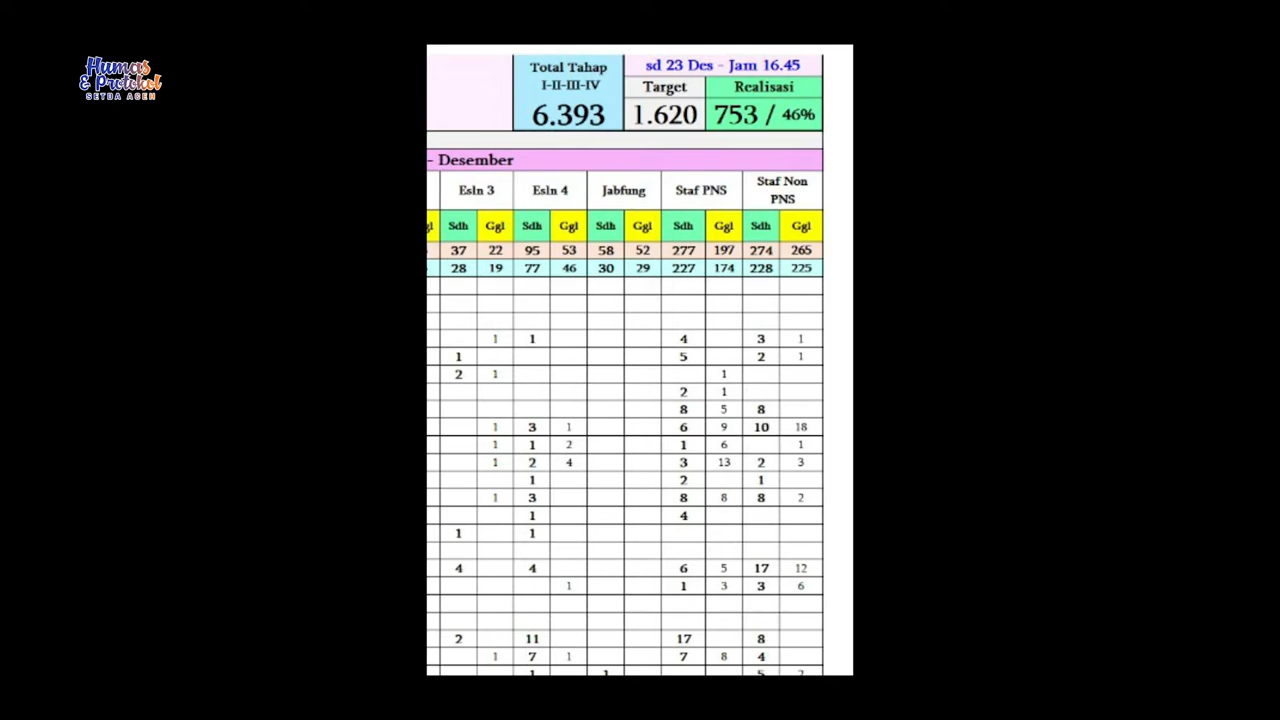 Humas
& Protokol
SETDA ACEH
Total Tahap
I-II-III-IV
6.393
sd 23 Des - Jam 16.45
Target Realisasi
1.620 753 / 46%
- Desember
Esln 3 Esln 4 Jabfung Staf PNS Staf Non PNS
Sdh Ggl Sdh Ggl Sdh Ggl Sdh Ggl Sdh Ggl
37 22 95 53 58 52 277 197 274 265
28 19 77 46 30 29 227 174 228 225
1 1 4 3 1
1 5 2 1
2 1 1
2 1
8 5 8
1 3 1 6 9 10 18
1 1 2 1 6 1
1 2 4 3 13 2 3
1 2 1
1 3 8 8 8 2
1 4
1 1
4 4 6 5 17 12
1 1 3 3 6
2 11 17 8
1 7 1 7 8 4